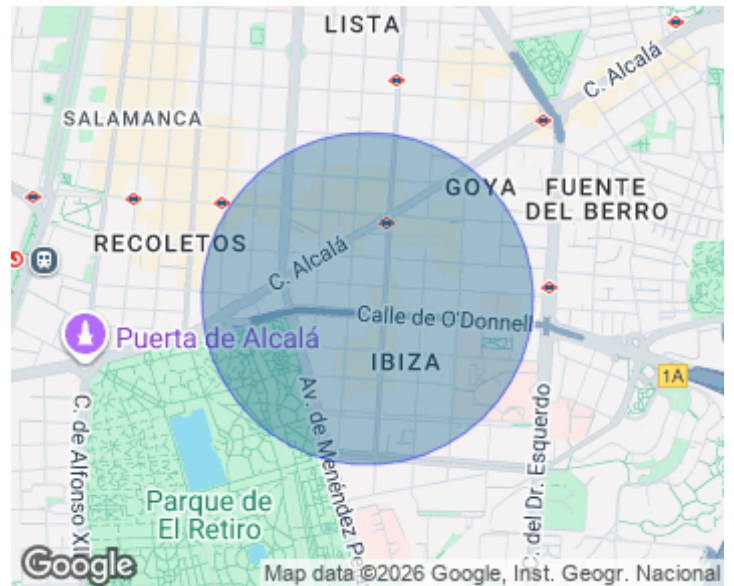 LISTA
C. Alcalá
SALAMANCA
GOYA
FUENTE
DEL BERRO
RECOLETOS
C. Alcalá
Calle de O'Donnell
Puerta de Alcalá
IBIZA
1A
Av. de Menéndez Pe
C. de Alfonso XII
C. del Dr. Esquerdo
Parque de
El Retiro
Google
Map data ©2026 Google, Inst. Geogr. Nacional